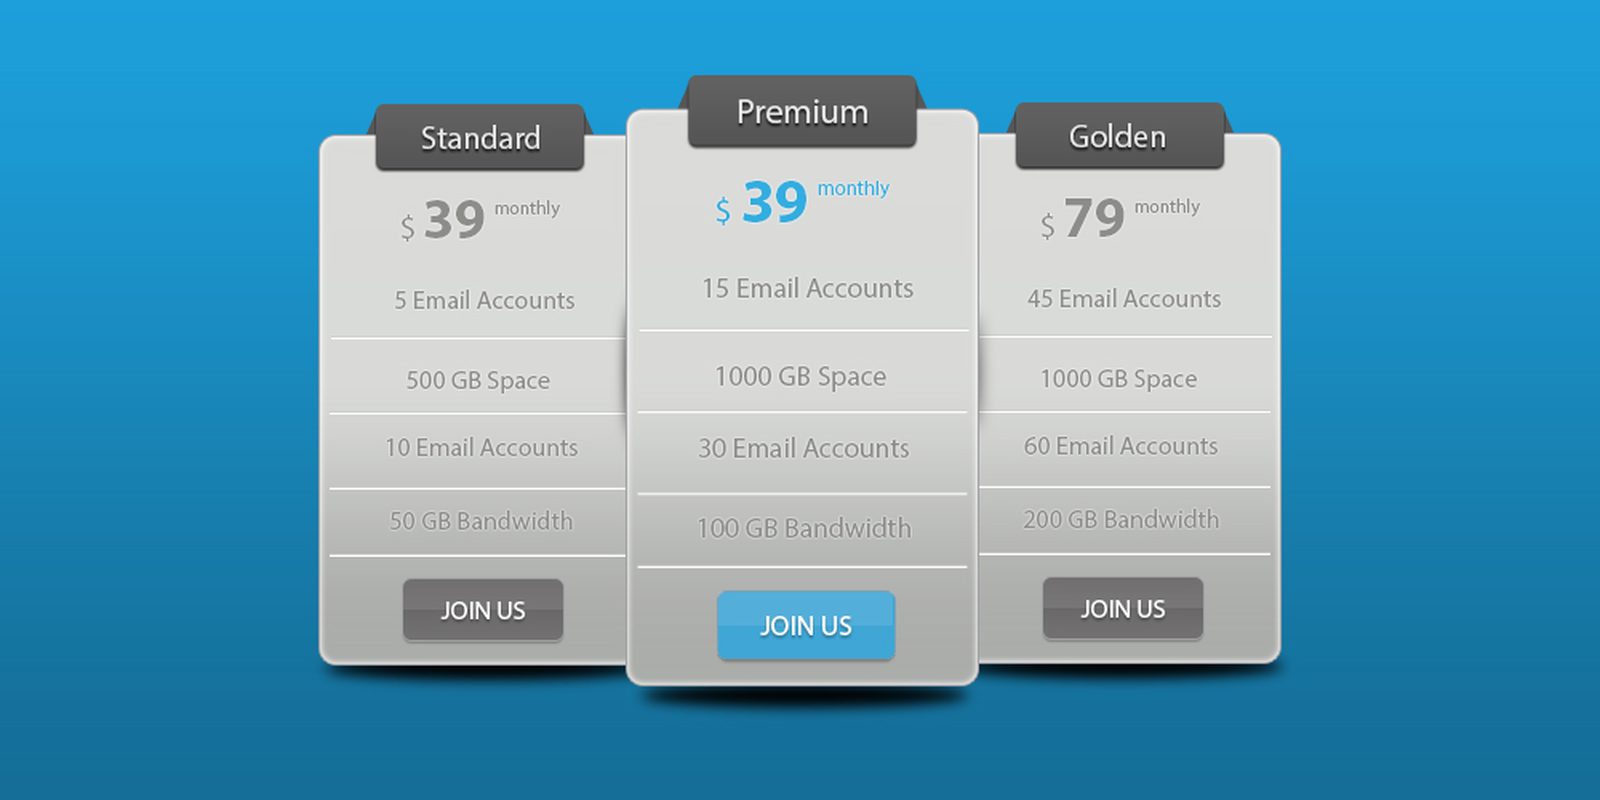 Standard
$ 39 monthly
5 Email Accounts
500 GB Space
10 Email Accounts
50 GB Bandwidth
JOIN US
Premium
$ 39 monthly
15 Email Accounts
1000 GB Space
30 Email Accounts
100 GB Bandwidth
JOIN US
Golden
$ 79 monthly
45 Email Accounts
1000 GB Space
60 Email Accounts
200 GB Bandwidth
JOIN US